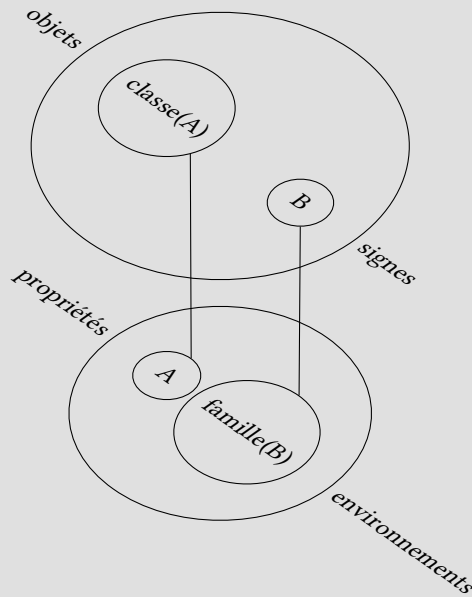 objets
classe(A)
B
signes
propriétés
A
famille(B)
environnements